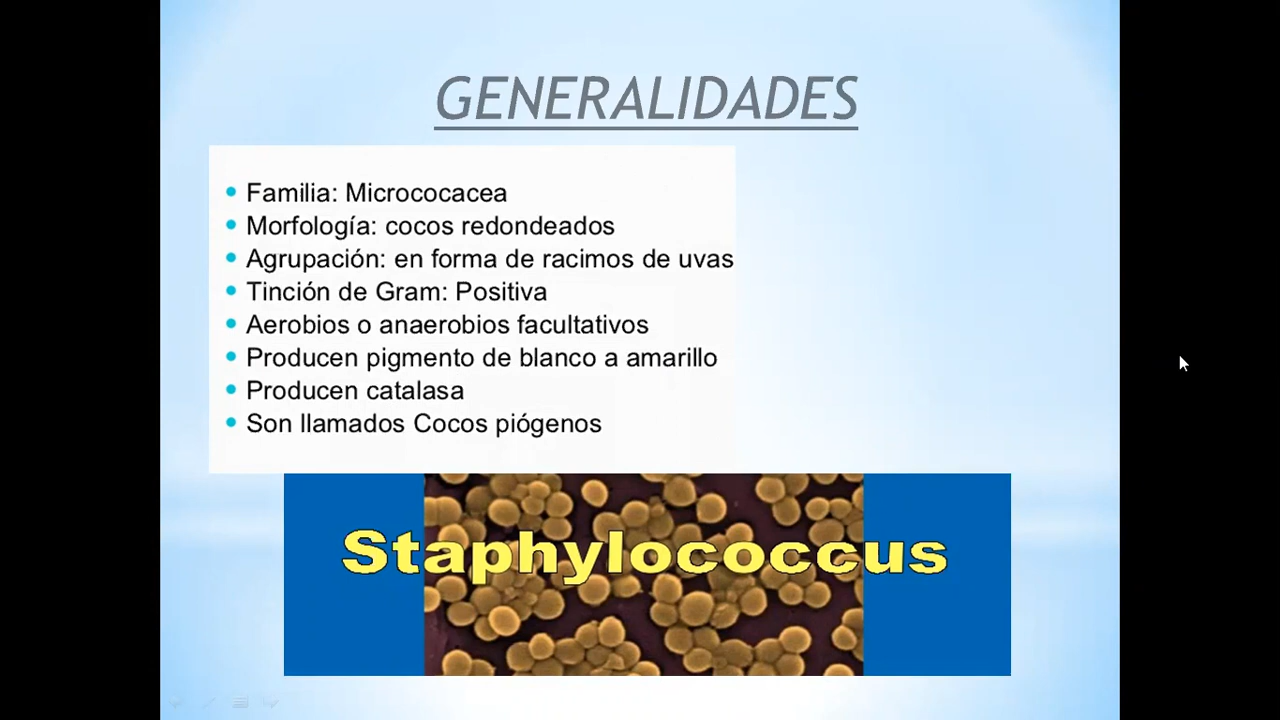 GENERALIDADES
• Familia: Micrococacea
• Morfología: cocos redondeados
• Agrupación: en forma de racimos de uvas
• Tinción de Gram: Positiva
• Aerobios o anaerobios facultativos
• Producen pigmento de blanco a amarillo
• Producen catalasa
• Son llamados Cocos piógenos
Staphylococcus